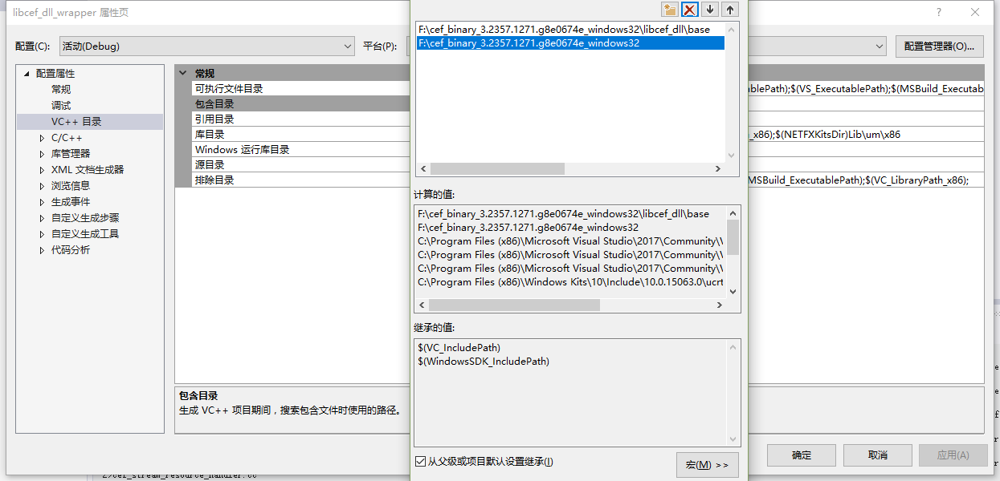 libcef_dll_wrapper 属性页
?
配置(C):
活动(Debug)
平台(P):
配置管理器(O)...
配置属性
常规
调试
VC++ 目录
C/C++
库管理器
XML 文档生成器
浏览信息
生成事件
自定义生成步骤
自定义生成工具
代码分析
常规
可执行文件目录
ablePath);$(VS_ExecutablePath);$(MSBuild_Executab
包含目录
引用目录
库目录
_x86);$(NETFXKitsDir)Lib\um\x86
Windows 运行库目录
源目录
排除目录
MSBuild_ExecutablePath);$(VC_LibraryPath_x86);
F:\cef_binary_3.2357.1271.g8e0674e_windows32\libcef_dll\base
F:\cef_binary_3.2357.1271.g8e0674e_windows32
计算的值:
F:\cef_binary_3.2357.1271.g8e0674e_windows32\libcef_dll\base
F:\cef_binary_3.2357.1271.g8e0674e_windows32
C:\Program Files (x86)\Microsoft Visual Studio\2017\Community\
C:\Program Files (x86)\Microsoft Visual Studio\2017\Community\
C:\Program Files (x86)\Microsoft Visual Studio\2017\Community\
C:\Program Files (x86)\Windows Kits\10\Include\10.0.15063.0\ucrt
继承的值:
$(VC_IncludePath)
$(WindowsSDK_IncludePath)
从父级或项目默认设置继承(I)
宏(M) >>
包含目录
生成 VC++ 项目期间，搜索包含文件时使用的路径。
确定
取消
应用(A)